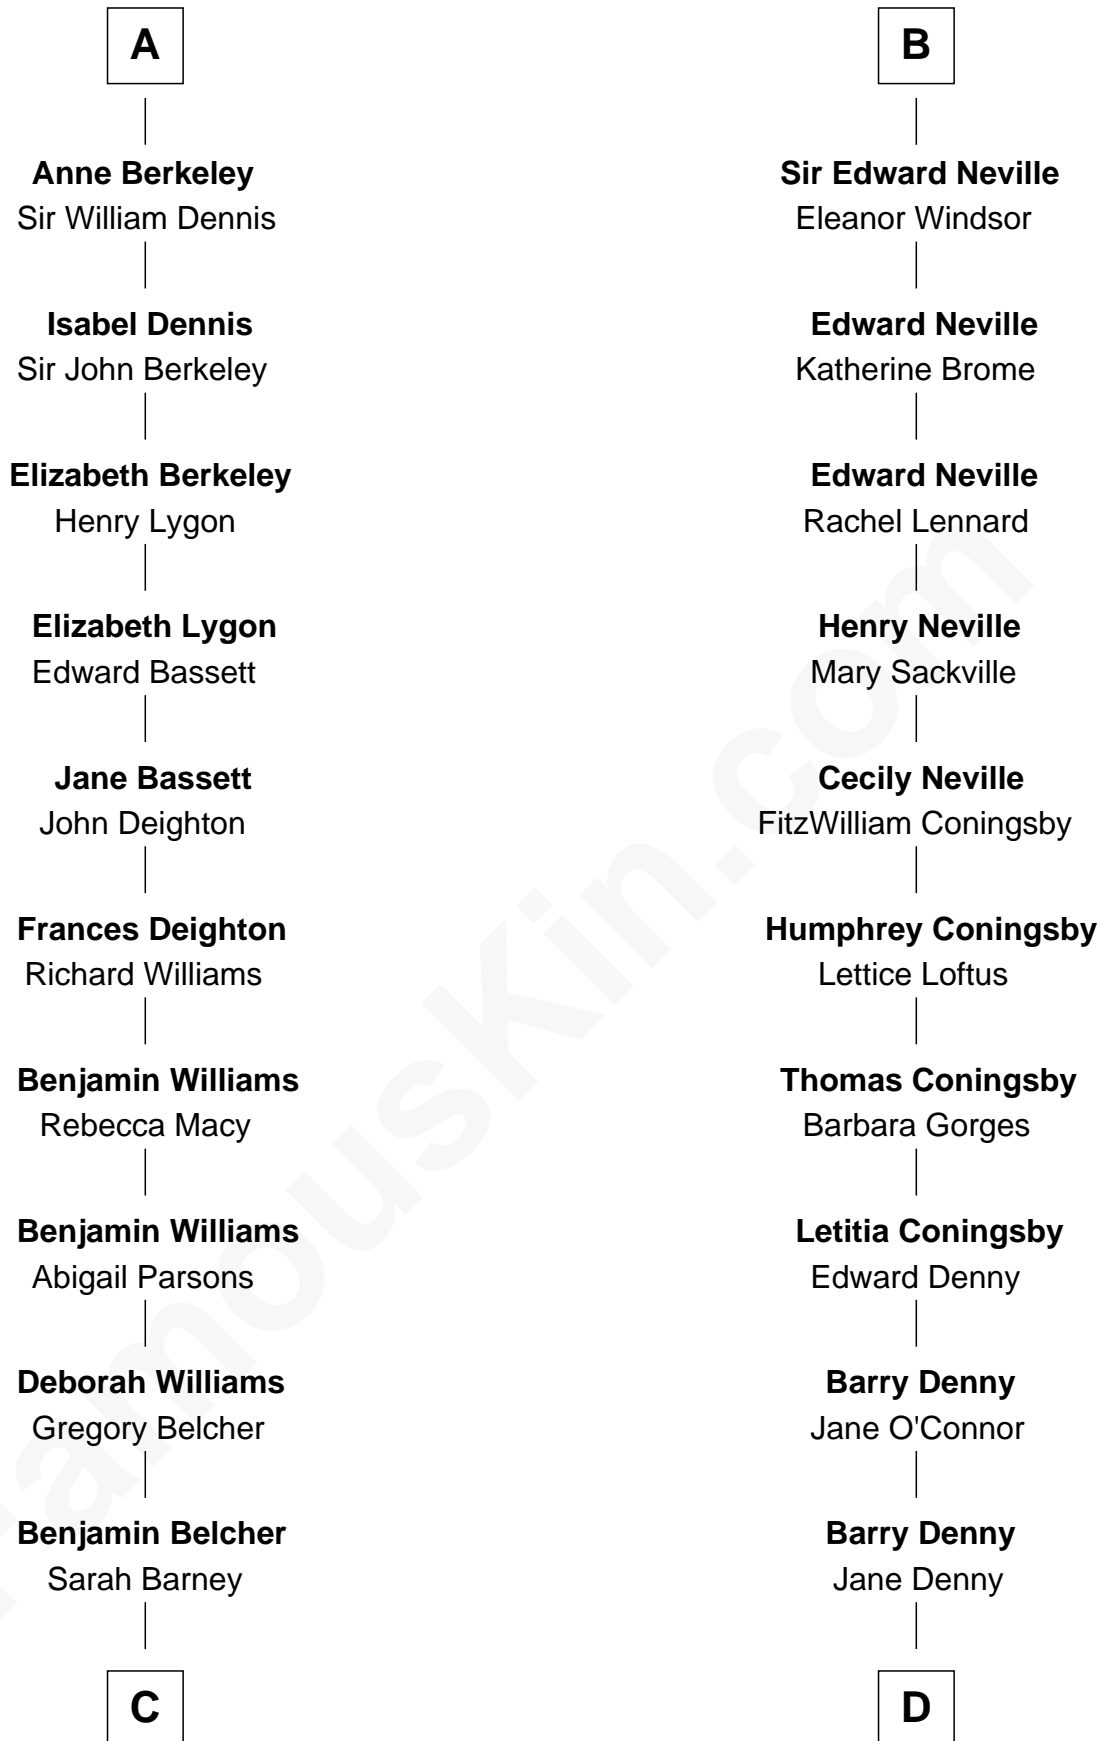 A
Anne Berkeley
Sir William Dennis
Isabel Dennis
Sir John Berkeley
Elizabeth Berkeley
Henry Lygon
Elizabeth Lygon
Edward Bassett
Jane Bassett
John Deighton
Frances Deighton
Richard Williams
Benjamin Williams
Rebecca Macy
Benjamin Williams
Abigail Parsons
Deborah Williams
Gregory Belcher
Benjamin Belcher
Sarah Barney
C
B
Sir Edward Neville
Eleanor Windsor
Edward Neville
Katherine Brome
Edward Neville
Rachel Lennard
Henry Neville
Mary Sackville
Cecily Neville
FitzWilliam Coningsby
Humphrey Coningsby
Lettice Loftus
Thomas Coningsby
Barbara Gorges
Letitia Coningsby
Edward Denny
Barry Denny
Jane O'Connor
Barry Denny
Jane Denny
D
FamousKin.com